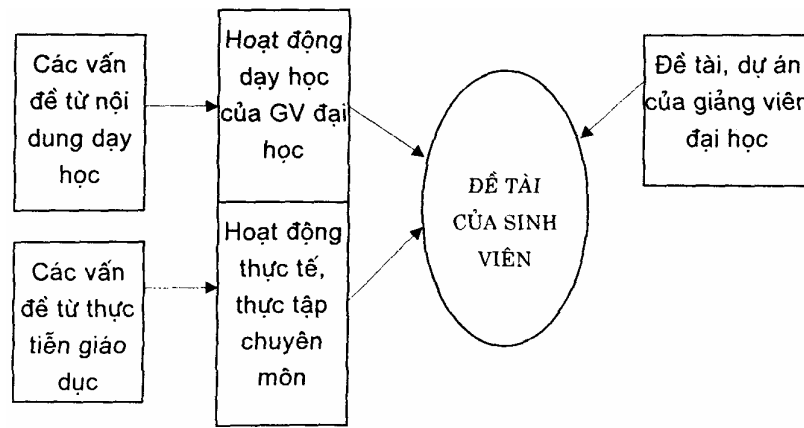 Các vấn
đề từ nội
dung dạy
học
Hoạt động
dạy học
của GV đại
học
Đề tài, dự án
của giảng viên
đại học
ĐỀ TÀI
CỦA SINH
VIÊN
Các vấn
đề từ thực
tiễn giáo
dục
Hoạt động
thực tế,
thực tập
chuyên
môn